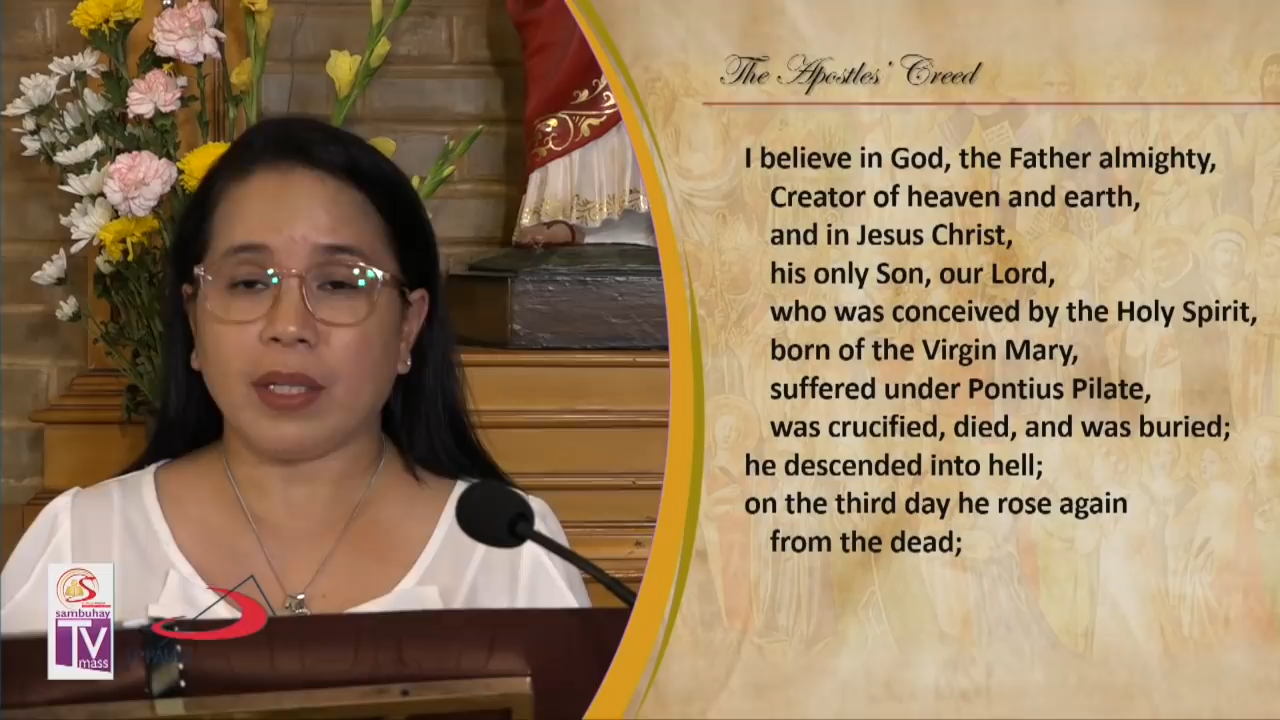 The Apostles' Creed
I believe in God, the Father almighty,
Creator of heaven and earth,
and in Jesus Christ,
his only Son, our Lord,
who was conceived by the Holy Spirit,
born of the Virgin Mary,
suffered under Pontius Pilate,
was crucified, died, and was buried;
he descended into hell;
on the third day he rose again
from the dead;
sambuhay
TV
mass